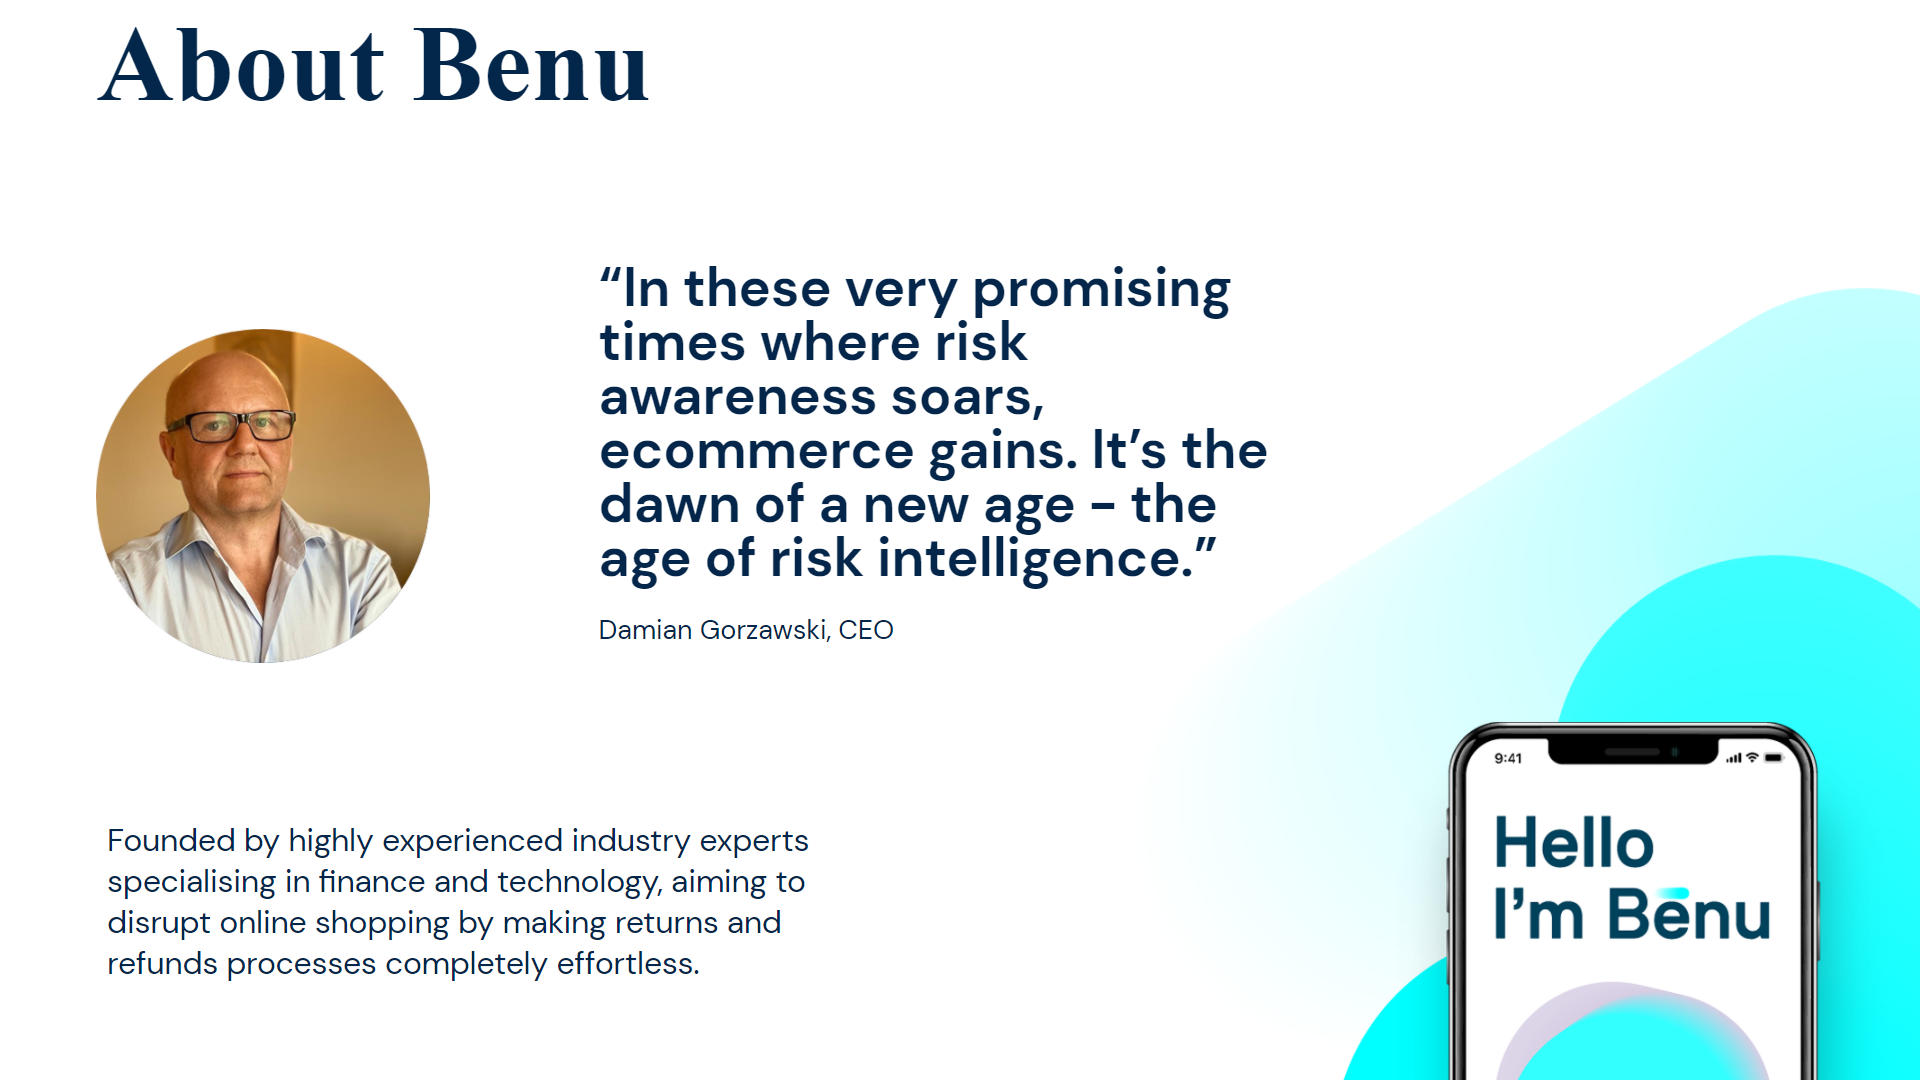 About Benu
“In these very promising
times where risk
awareness soars,
ecommerce gains. It’s the
dawn of a new age – the
age of risk intelligence.”
Damian Gorzawski, CEO
Founded by highly experienced industry experts
specialising in finance and technology, aiming to
disrupt online shopping by making returns and
refunds processes completely effortless.
9:41
Hello
I’m Bēnu